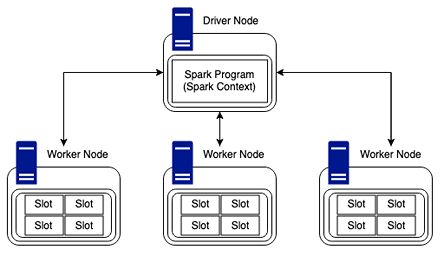 Driver Node
Spark Program
(Spark Context)
Worker Node
Worker Node
Worker Node
Slot Slot
Slot Slot
Slot Slot
Slot Slot
Slot Slot
Slot Slot